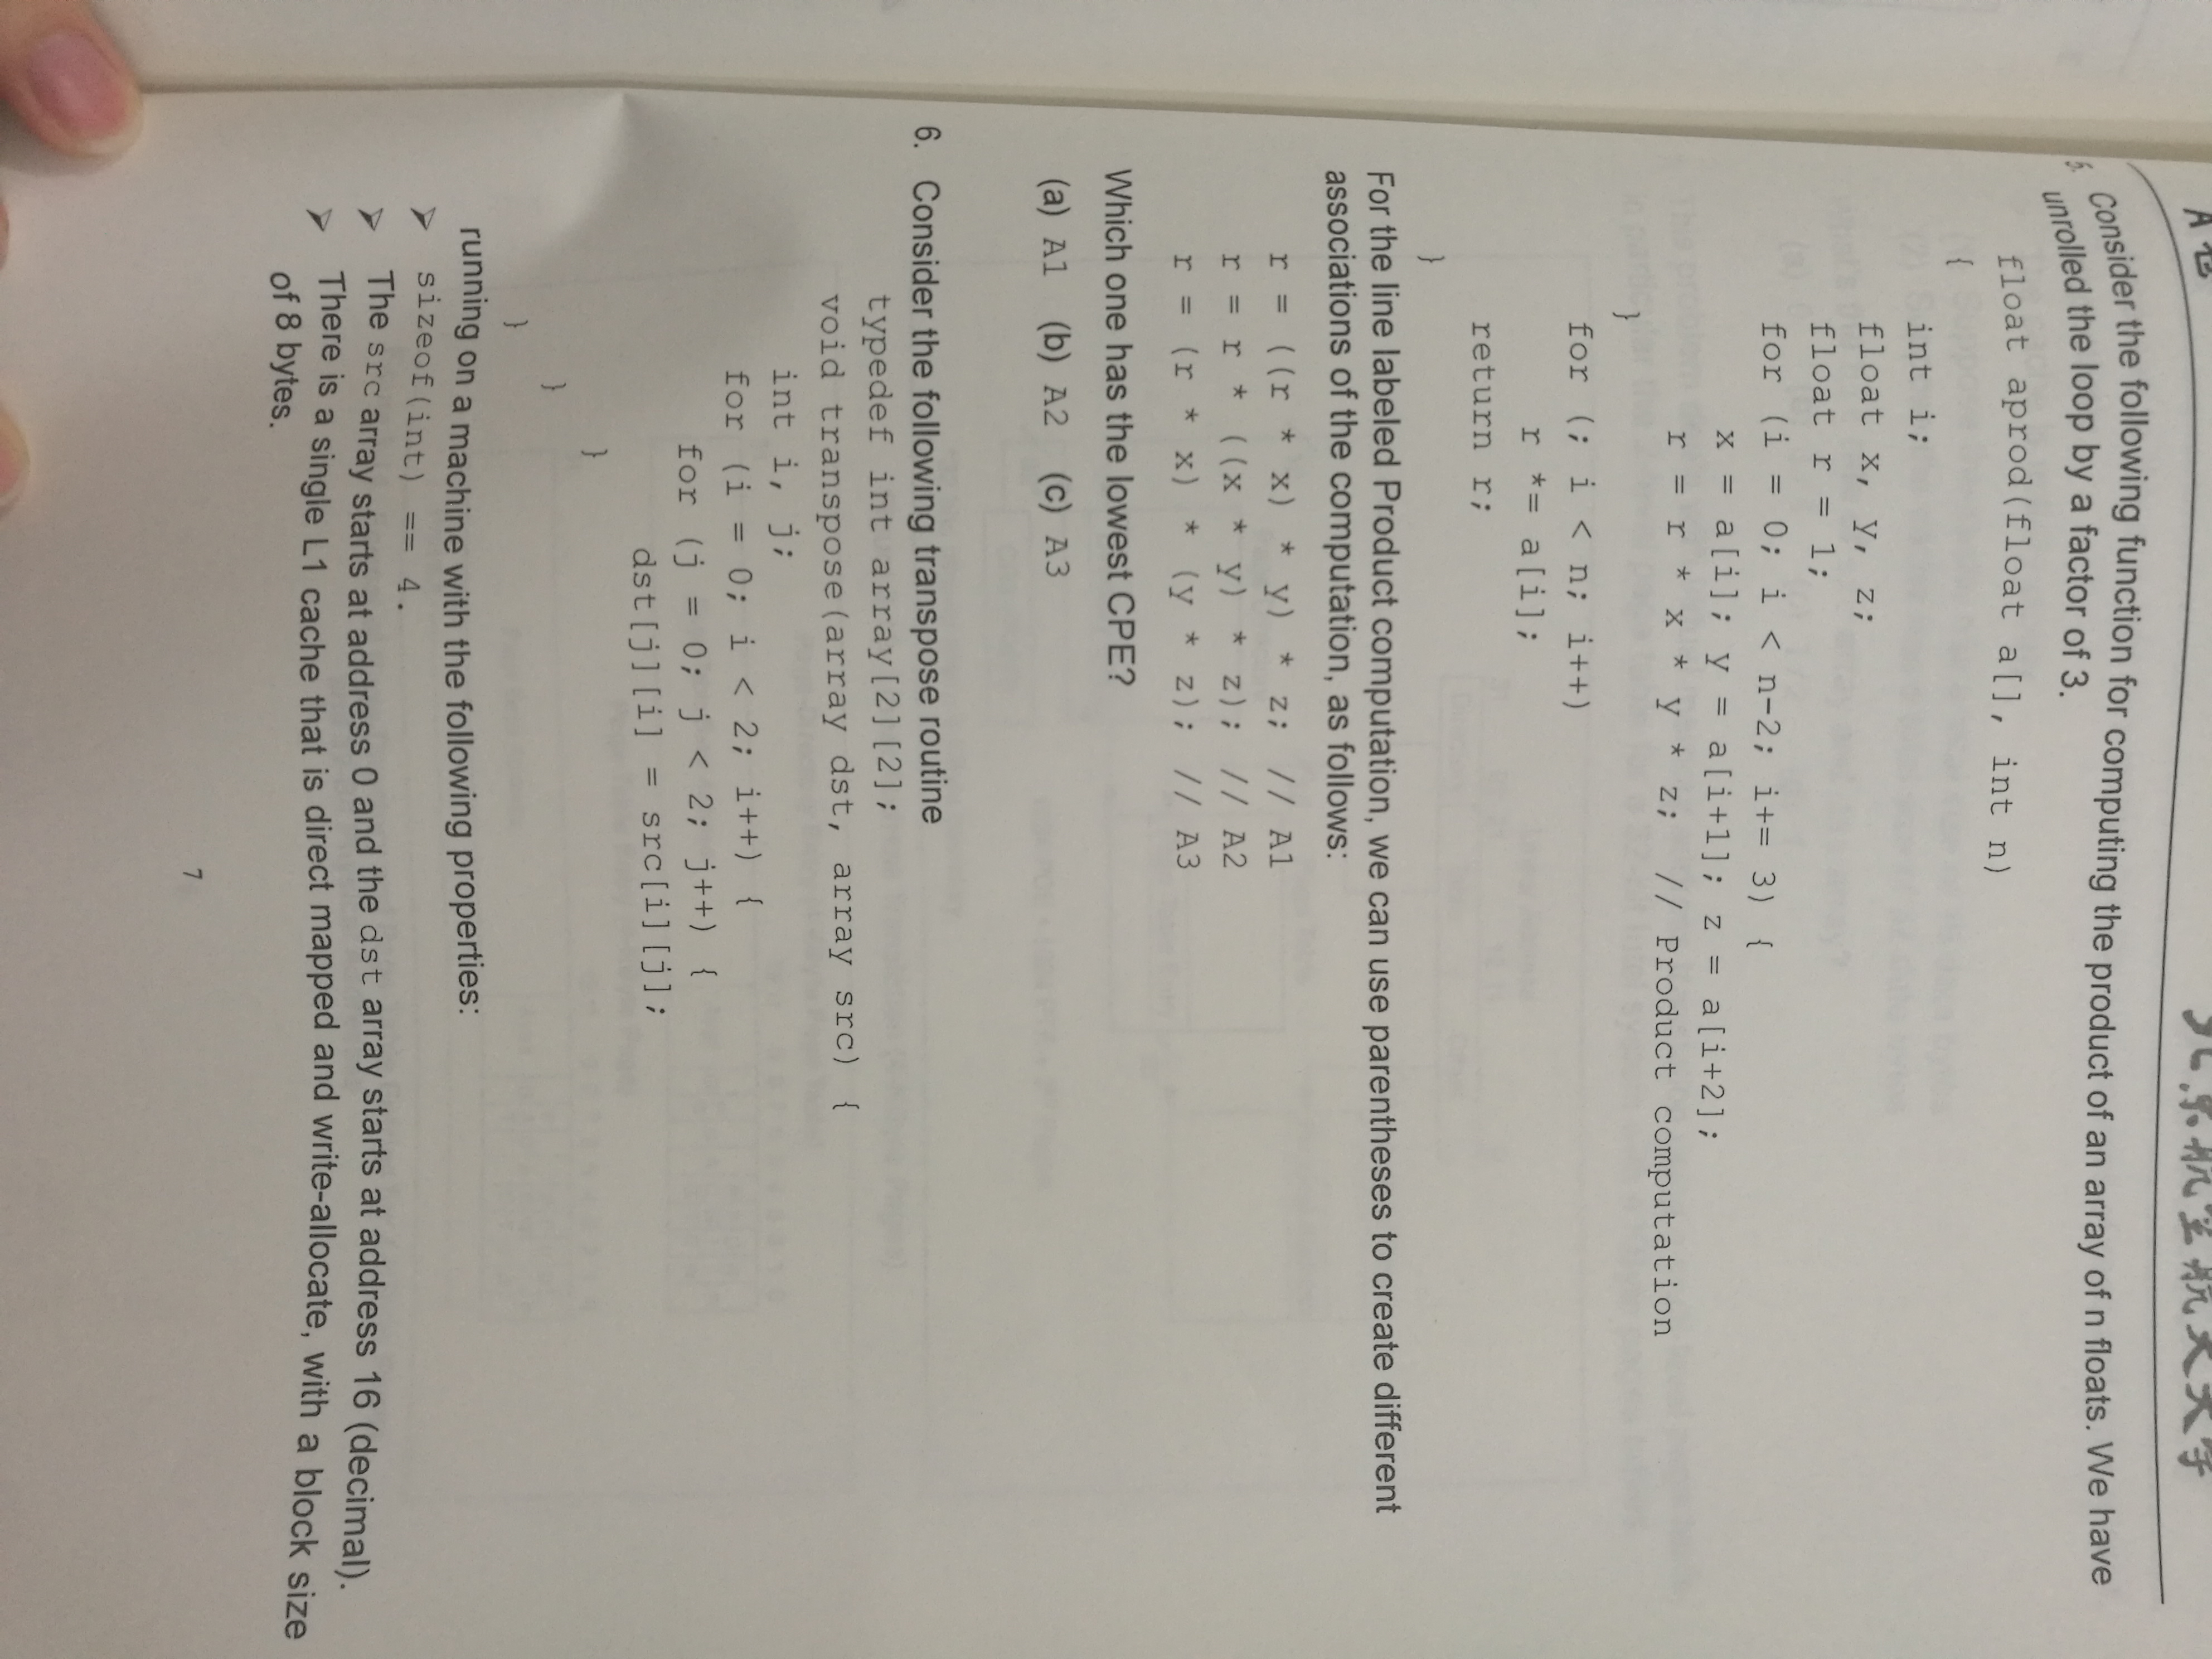 A卷
北京航空航天大学
5. Consider the following function for computing the product of an array of n floats. We have
unrolled the loop by a factor of 3.
float aprod(float a[], int n)
{
int i;
float x, y, z;
float r = 1;
for (i = 0; i < n-2; i+= 3) {
x = a[i]; y = a[i+1]; z = a[i+2];
r = r * x * y * z; // Product computation
}
for (; i < n; i++)
r *= a[i];
return r;
}
For the line labeled Product computation, we can use parentheses to create different
associations of the computation, as follows:
r = ((r * x) * y) * z; // A1
r = r * ((x * y) * z); // A2
r = (r * x) * (y * z); // A3
Which one has the lowest CPE?
(a) A1 (b) A2 (c) A3
6. Consider the following transpose routine
typedef int array[2][2];
void transpose(array dst, array src) {
int i, j;
for (i = 0; i < 2; i++) {
for (j = 0; j < 2; j++) {
dst[j][i] = src[i][j];
}
}
}
running on a machine with the following properties:
➢ sizeof(int) == 4.
➢ The src array starts at address 0 and the dst array starts at address 16 (decimal).
➢ There is a single L1 cache that is direct mapped and write-allocate, with a block size
of 8 bytes.
7